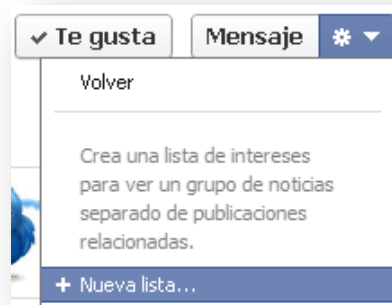 ✔ Te gusta Mensaje
Volver
Crea una lista de intereses
para ver un grupo de noticias
separado de publicaciones
relacionadas.
+ Nueva lista...